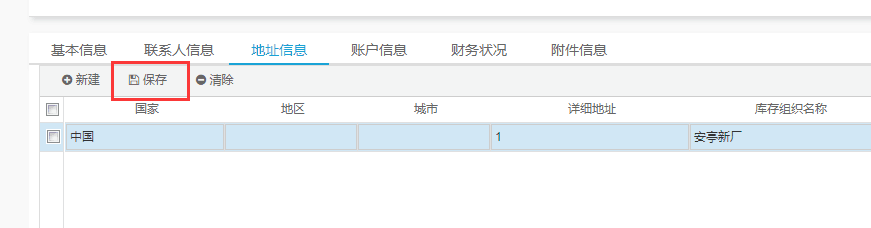 基本信息 联系人信息 地址信息 账户信息 财务状况 附件信息
新建 保存 清除
国家 地区 城市 详细地址 库存组织名称
中国 1 安亭新厂